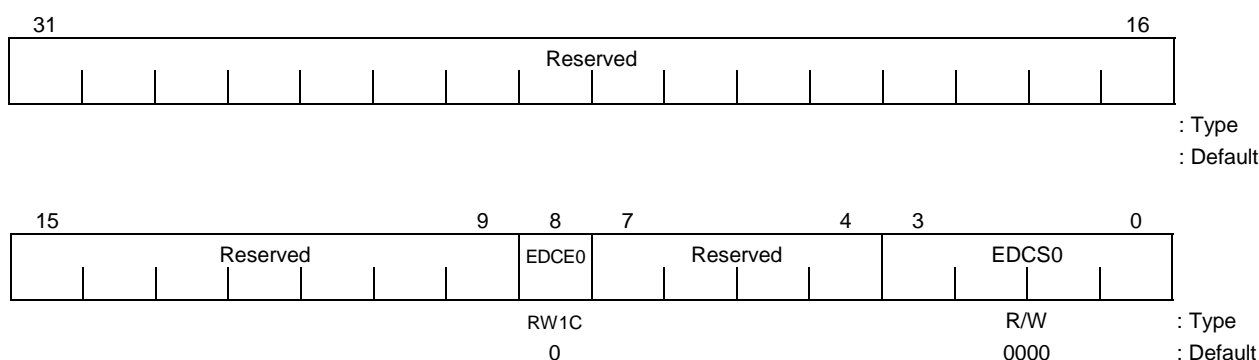 31 16
Reserved
: Type
: Default
15 9 8 7 4 3 0
Reserved EDCE0 Reserved EDCS0
RW1C R/W : Type
0 0000 : Default